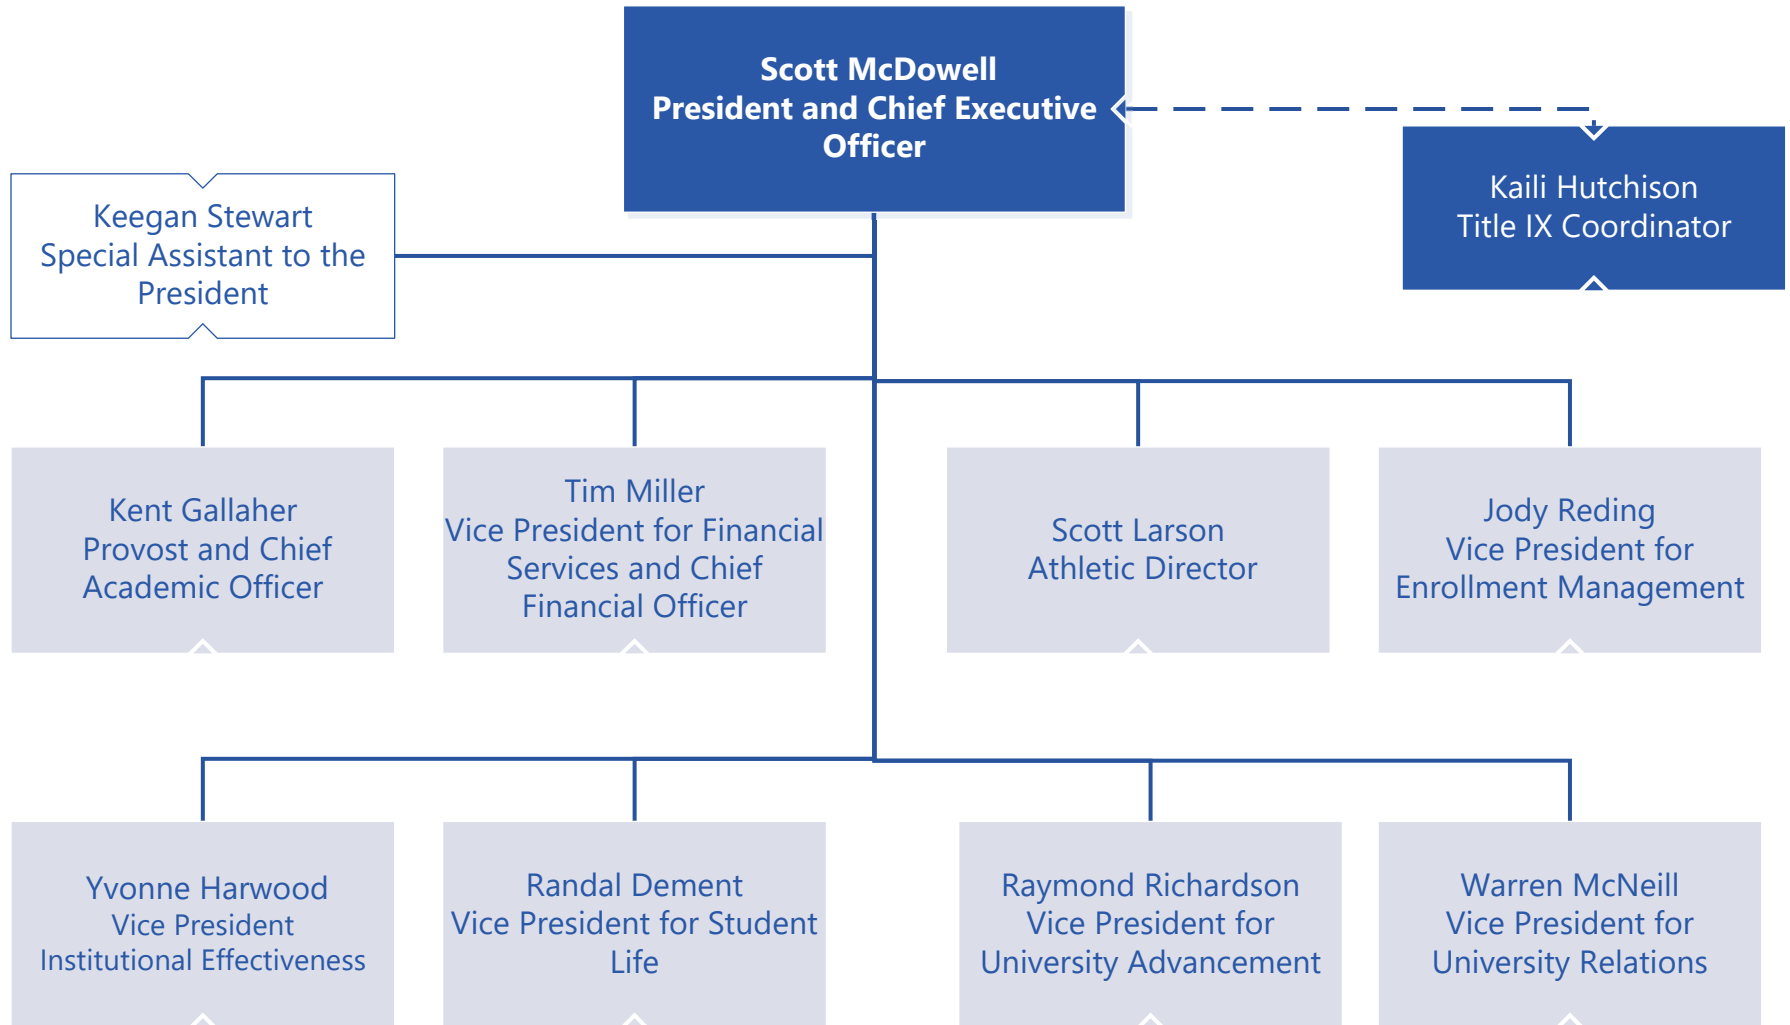 Scott McDowell
President and Chief Executive
Officer
Kaili Hutchison
Title IX Coordinator
Keegan Stewart
Special Assistant to the
President
Kent Gallaher
Provost and Chief
Academic Officer
Tim Miller
Vice President for Financial
Services and Chief
Financial Officer
Scott Larson
Athletic Director
Jody Reding
Vice President for
Enrollment Management
Yvonne Harwood
Vice President
Institutional Effectiveness
Randal Dement
Vice President for Student
Life
Raymond Richardson
Vice President for
University Advancement
Warren McNeill
Vice President for
University Relations